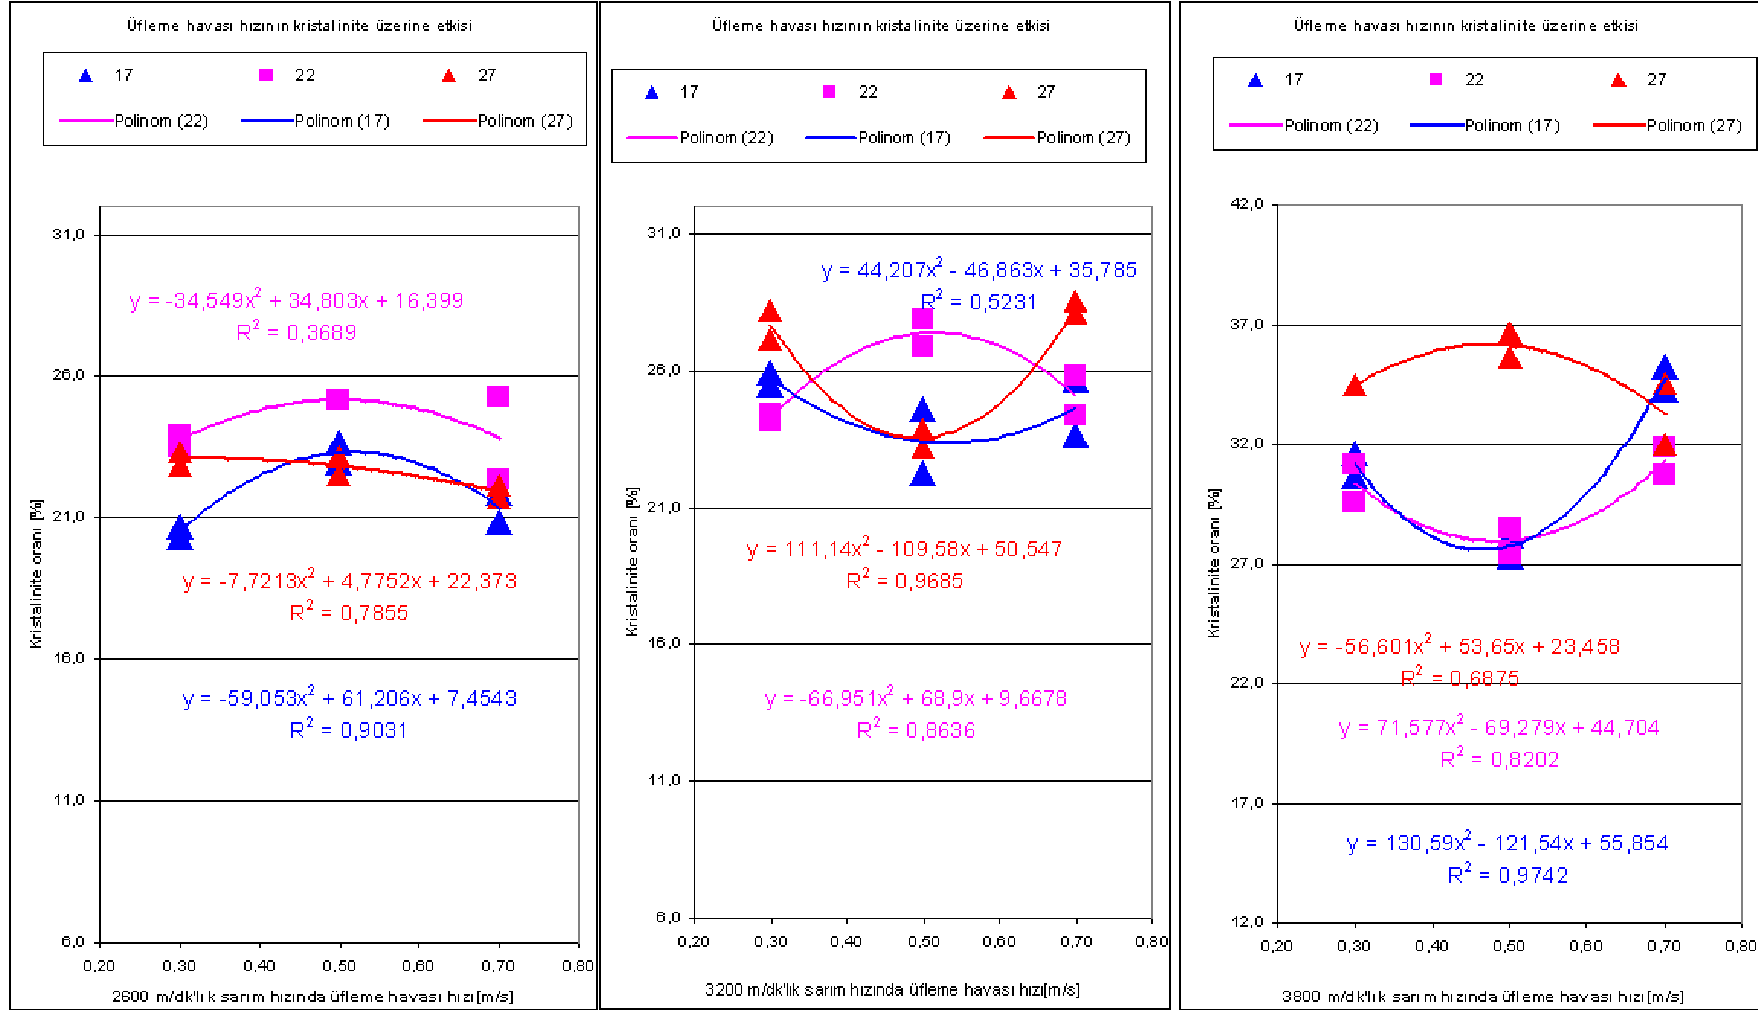 Üfleme havası hızının kristalinite üzerine etkisi
17 22 27
Polinom (22) Polinom (17) Polinom (27)
31,0
y = -34,549x² + 34,803x + 16,399
R² = 0,3689
26,0
21,0
y = -7,7213x² + 4,7752x + 22,373
R² = 0,7855
16,0
y = -59,053x² + 61,206x + 7,4543
R² = 0,9031
11,0
6,0
Kristalinite oranı [%]
0,20 0,30 0,40 0,50 0,60 0,70 0,80
2600 m/dk'lık sarım hızında üfleme havası hızı[m/s]
Üfleme havası hızının kristalinite üzerine etkisi
17 22 27
Polinom (22) Polinom (17) Polinom (27)
31,0
y = 44,207x² - 46,863x + 35,785
R² = 0,5231
26,0
21,0
y = 111,14x² - 109,58x + 50,547
R² = 0,9685
16,0
y = -66,951x² + 68,9x + 9,6678
R² = 0,8636
11,0
6,0
Kristalinite oranı [%]
0,20 0,30 0,40 0,50 0,60 0,70 0,80
3200 m/dk'lık sarım hızında üfleme havası hızı[m/s]
Üfleme havası hızının kristalinite üzerine etkisi
17 22 27
Polinom (22) Polinom (17) Polinom (27)
42,0
37,0
32,0
27,0
y = -56,601x² + 53,65x + 23,458
R² = 0,6875
22,0
y = 71,577x² - 69,279x + 44,704
R² = 0,8202
17,0
y = 130,59x² - 121,54x + 55,854
R² = 0,9742
12,0
Kristalinite oranı [%]
0,20 0,30 0,40 0,50 0,60 0,70 0,80
3800 m/dk'lık sarım hızında üfleme havası hızı[m/s]